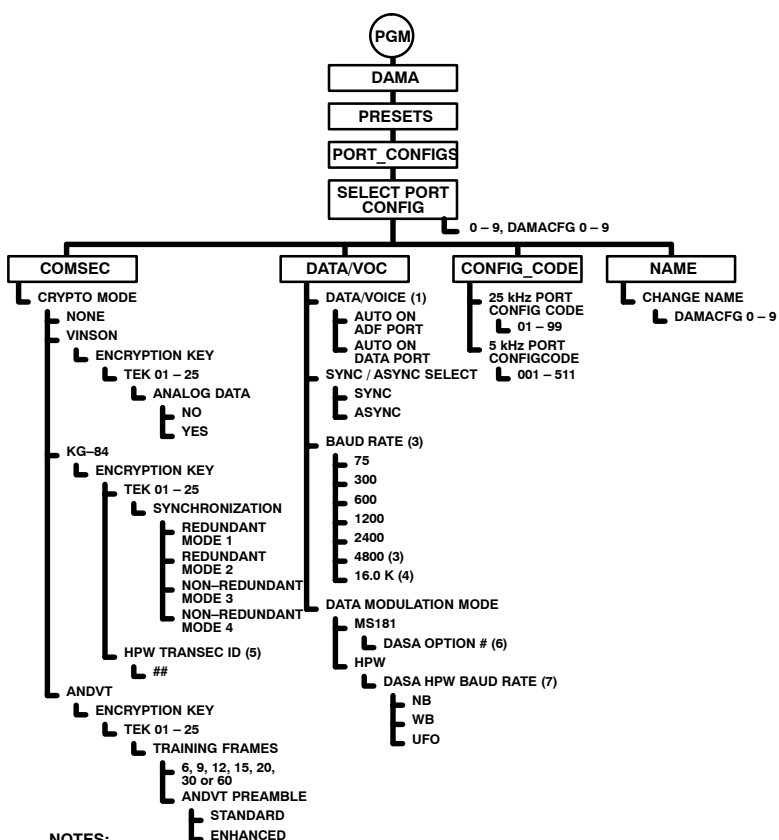 PGM
DAMA
PRESETS
PORT_CONFIGS
SELECT PORT
CONFIG
0 – 9, DAMACFG 0 – 9
COMSEC
CRYPTO MODE
NONE
VINSON
ENCRYPTION KEY
TEK 01 – 25
ANALOG DATA
NO
YES
KG–84
ENCRYPTION KEY
TEK 01 – 25
SYNCHRONIZATION
REDUNDANT
MODE 1
REDUNDANT
MODE 2
NON–REDUNDANT
MODE 3
NON–REDUNDANT
MODE 4
HPW TRANSEC ID (5)
##
ANDVT
ENCRYPTION KEY
TEK 01 – 25
TRAINING FRAMES
6, 9, 12, 15, 20,
30 or 60
ANDVT PREAMBLE
STANDARD
ENHANCED
DATA/VOC
DATA/VOICE (1)
AUTO ON
ADF PORT
AUTO ON
DATA PORT
SYNC / ASYNC SELECT
SYNC
ASYNC
BAUD RATE (3)
75
300
600
1200
2400
4800 (3)
16.0 K (4)
DATA MODULATION MODE
MS181
DASA OPTION # (6)
HPW
DASA HPW BAUD RATE (7)
NB
WB
UFO
CONFIG_CODE
25 kHz PORT
CONFIG CODE
01 – 99
5 kHz PORT
CONFIGCODE
001 – 511
NAME
CHANGE NAME
DAMACFG 0 – 9
NOTES: